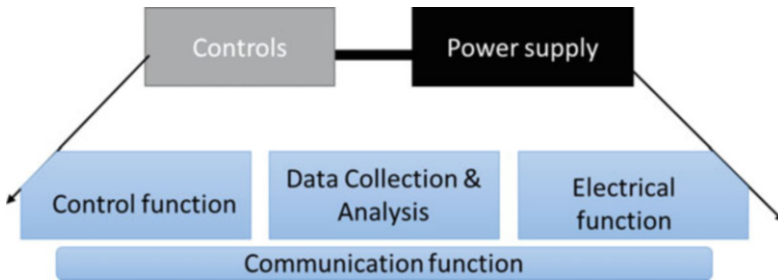 Controls
Power supply
Control function
Data Collection &
Analysis
Electrical
function
Communication function